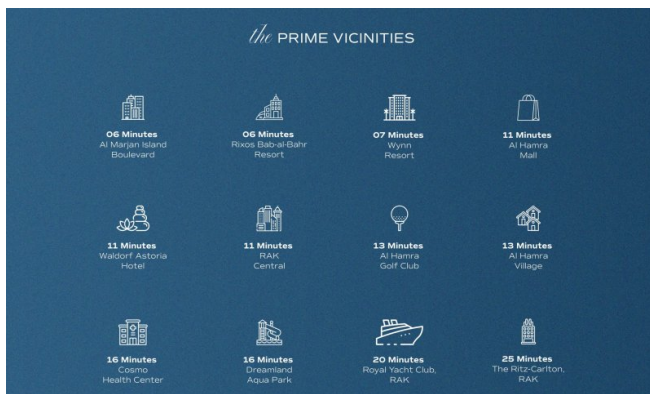 the PRIME VICINITIES
06 Minutes
Al Marjan Island
Boulevard
06 Minutes
Rixos Bab-al-Bahr
Resort
07 Minutes
Wynn
Resort
11 Minutes
Al Hamra
Mall
11 Minutes
Waldorf Astoria
Hotel
11 Minutes
RAK
Central
13 Minutes
Al Hamra
Golf Club
13 Minutes
Al Hamra
Village
16 Minutes
Cosmo
Health Center
16 Minutes
Dreamland
Aqua Park
20 Minutes
Royal Yacht Club,
RAK
25 Minutes
The Ritz-Carlton,
RAK